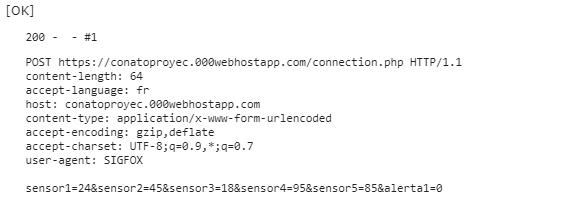 [OK]
200 - - #1
POST https://conatoproyec.000webhostapp.com/connection.php HTTP/1.1
content-length: 64
accept-language: fr
host: conatoproyec.000webhostapp.com
content-type: application/x-www-form-urlencoded
accept-encoding: gzip,deflate
accept-charset: UTF-8;q=0.9,*;q=0.7
user-agent: SIGFOX
sensor1=24&sensor2=45&sensor3=18&sensor4=95&sensor5=85&alerta1=0